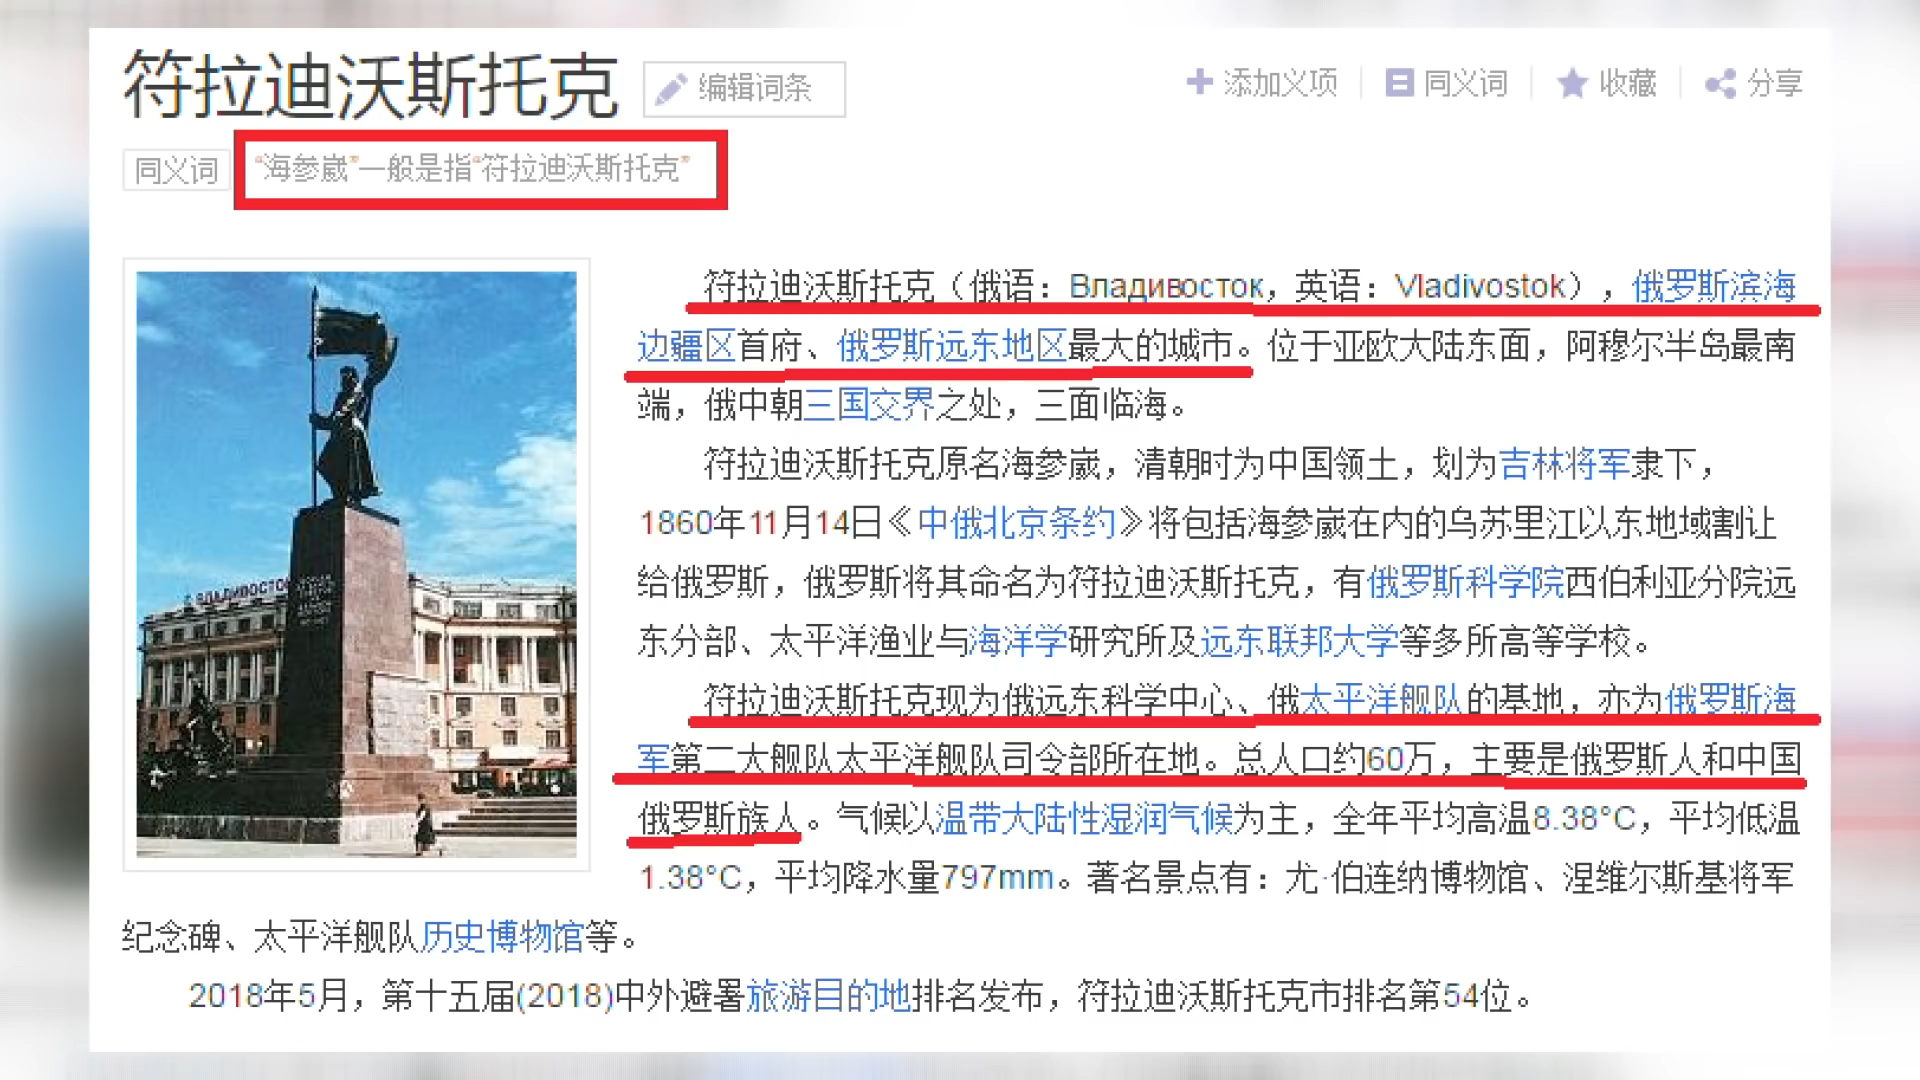 符拉迪沃斯托克 编辑词条 添加义项 同义词 收藏 分享
同义词 “海参崴”一般是指“符拉迪沃斯托克”
符拉迪沃斯托克（俄语：Владивосток，英语：Vladivostok），俄罗斯滨海
边疆区首府、俄罗斯远东地区最大的城市。位于亚欧大陆东面，阿穆尔半岛最南
端，俄中朝三国交界之处，三面临海。
符拉迪沃斯托克原名海参崴，清朝时为中国领土，划为吉林将军隶下，
1860年11月14日《中俄北京条约》将包括海参崴在内的乌苏里江以东地域割让
给俄罗斯，俄罗斯将其命名为符拉迪沃斯托克，有俄罗斯科学院西伯利亚分院远
东分部、太平洋渔业与海洋学研究所及远东联邦大学等多所高等学校。
符拉迪沃斯托克现为俄远东科学中心、俄太平洋舰队的基地，亦为俄罗斯海
军第二大舰队太平洋舰队司令部所在地。总人口约60万，主要是俄罗斯人和中国
俄罗斯族人。气候以温带大陆性湿润气候为主，全年平均高温8.38°C，平均低温
1.38°C，平均降水量797mm。著名景点有：尤·伯连纳博物馆、涅维尔斯基将军
纪念碑、太平洋舰队历史博物馆等。
2018年5月，第十五届(2018)中外避暑旅游目的地排名发布，符拉迪沃斯托克市排名第54位。
ВЛАДИВОСТОК